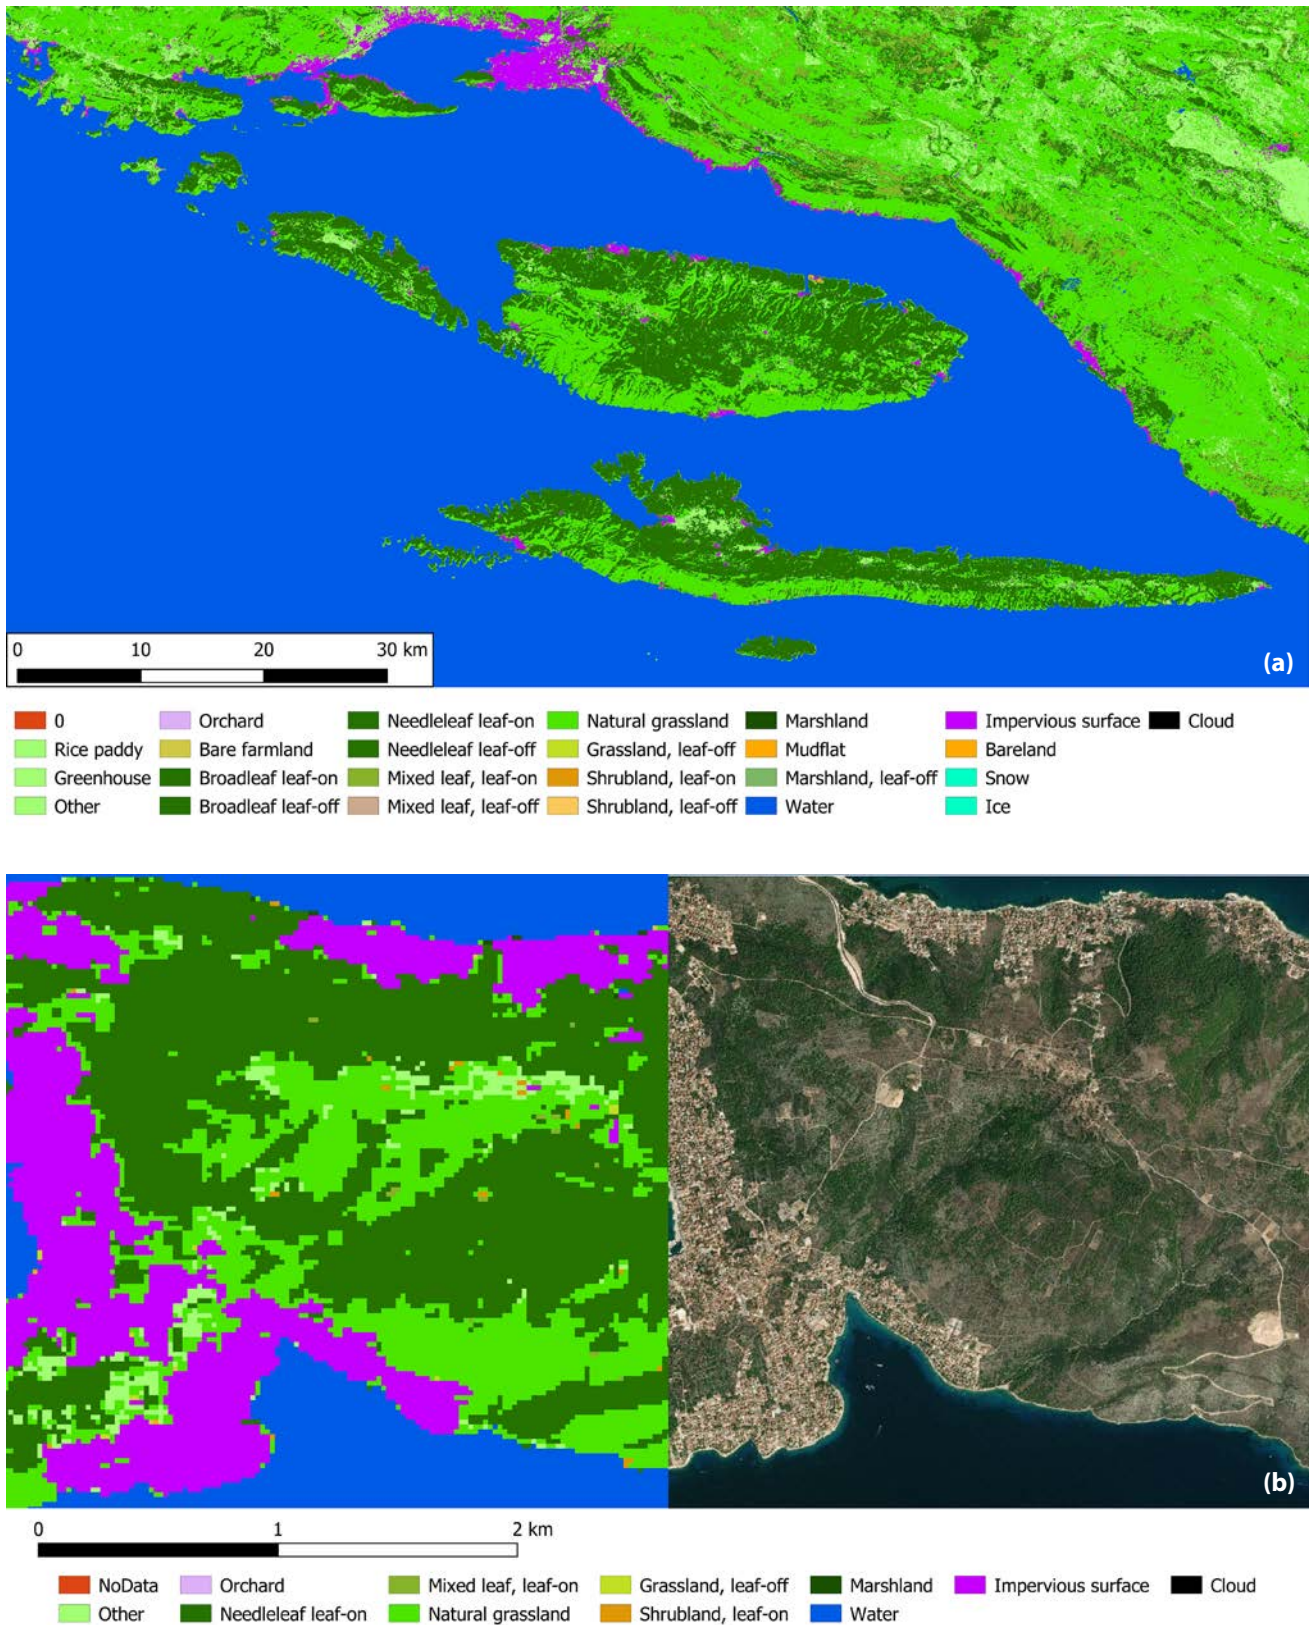 0 10 20 30 km
(a)
0 Orchard Needleleaf leaf-on Natural grassland Marshland Impervious surface Cloud
Rice paddy Bare farmland Needleleaf leaf-off Grassland, leaf-off Mudflat Bareland
Greenhouse Broadleaf leaf-on Mixed leaf, leaf-on Shrubland, leaf-on Marshland, leaf-off Snow
Other Broadleaf leaf-off Mixed leaf, leaf-off Shrubland, leaf-off Water Ice
(b)
0 1 2 km
NoData Orchard Mixed leaf, leaf-on Grassland, leaf-off Marshland Impervious surface Cloud
Other Needleleaf leaf-on Natural grassland Shrubland, leaf-on Water